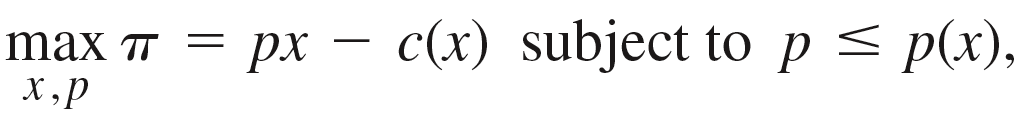 max π = px − c(x) subject to p ≤ p(x),
x,p